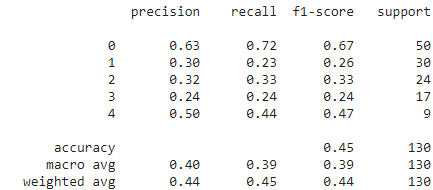 precision recall f1-score support
0 0.63 0.72 0.67 50
1 0.30 0.23 0.26 30
2 0.32 0.33 0.33 24
3 0.24 0.24 0.24 17
4 0.50 0.44 0.47 9
accuracy 0.45 130
macro avg 0.40 0.39 0.39 130
weighted avg 0.44 0.45 0.44 130